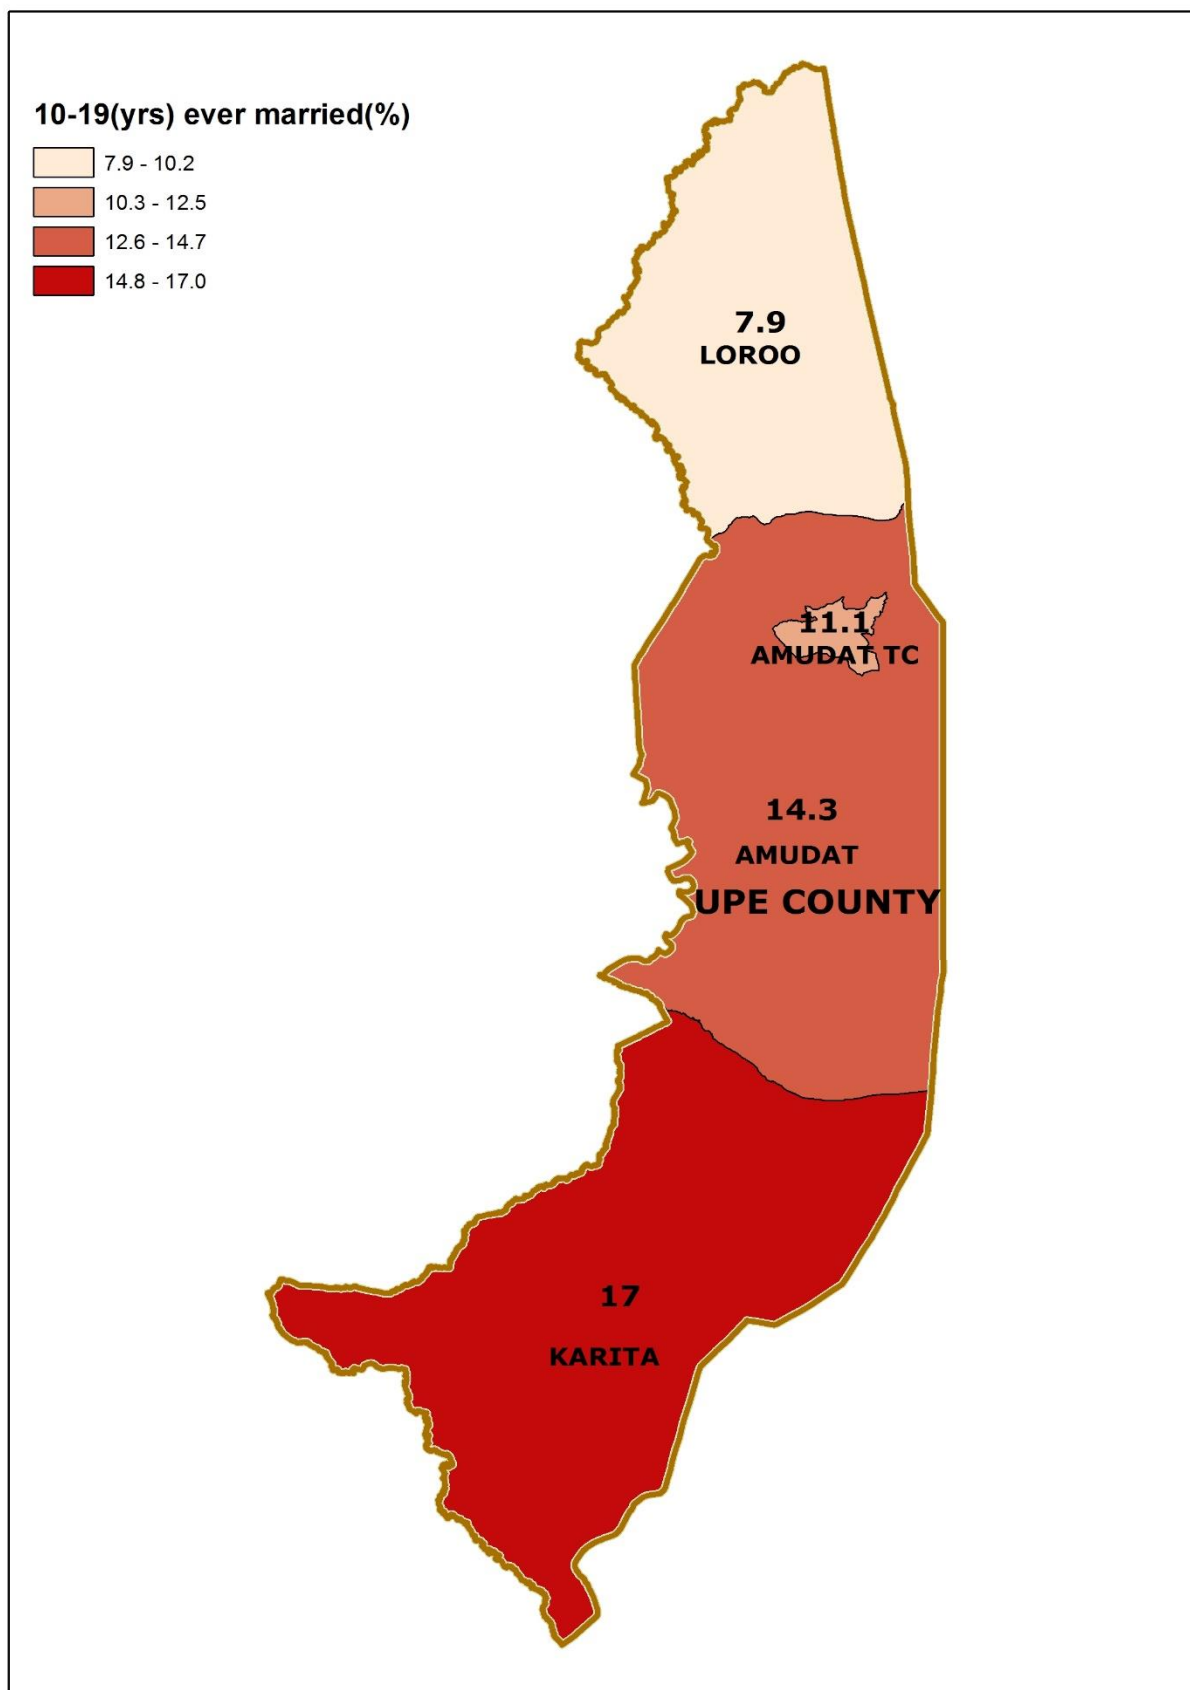 10-19(yrs) ever married(%)
7.9 - 10.2
10.3 - 12.5
12.6 - 14.7
14.8 - 17.0
7.9
LOROO
11.1
AMUDAT TC
14.3
AMUDAT
UPE COUNTY
17
KARITA